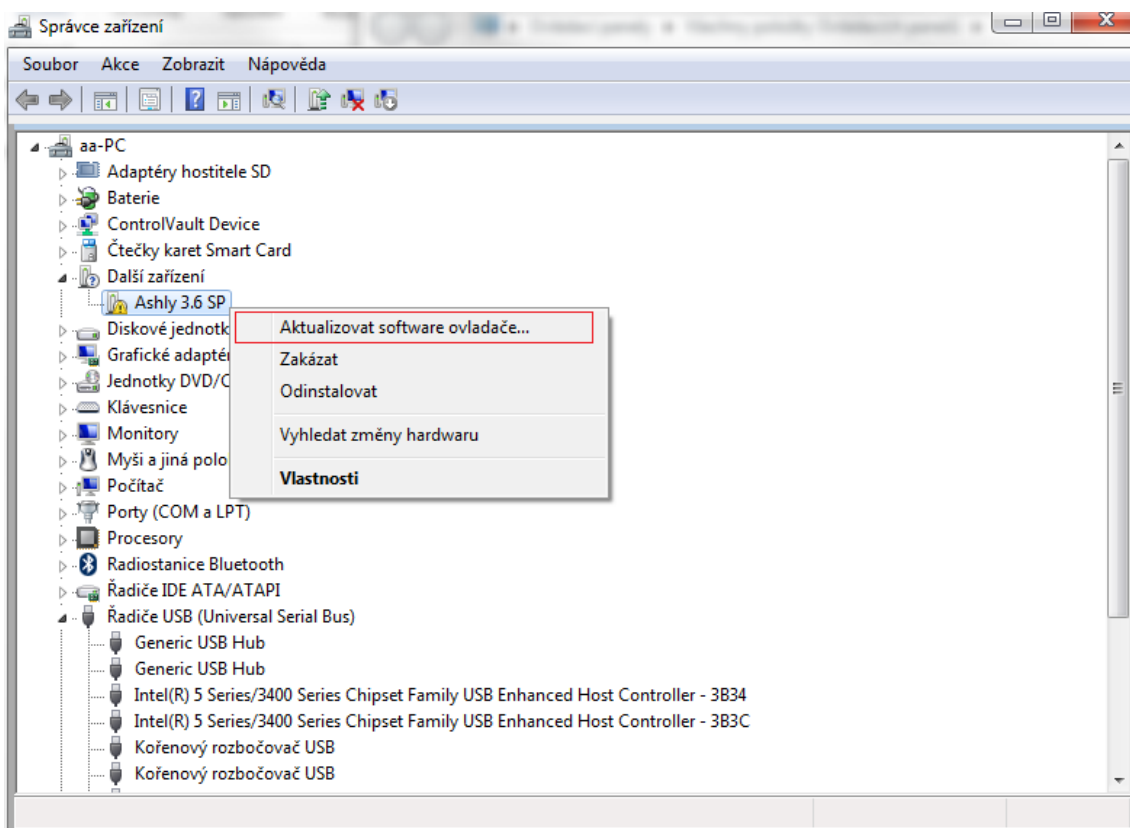 Správce zařízení
Soubor Akce Zobrazit Nápověda
aa-PC
Adaptéry hostitele SD
Baterie
ControlVault Device
Čtečky karet Smart Card
Další zařízení
Ashly 3.6 SP
Diskové jednotk
Aktualizovat software ovladače...
Grafické adaptér
Zakázat
Jednotky DVD/C
Odinstalovat
Klávesnice
Monitory
Vyhledat změny hardwaru
Myši a jiná polo
Vlastnosti
Počítač
Porty (COM a LPT)
Procesory
Radiostanice Bluetooth
Řadiče IDE ATA/ATAPI
Řadiče USB (Universal Serial Bus)
Generic USB Hub
Generic USB Hub
Intel(R) 5 Series/3400 Series Chipset Family USB Enhanced Host Controller - 3B34
Intel(R) 5 Series/3400 Series Chipset Family USB Enhanced Host Controller - 3B3C
Kořenový rozbočovač USB
Kořenový rozbočovač USB